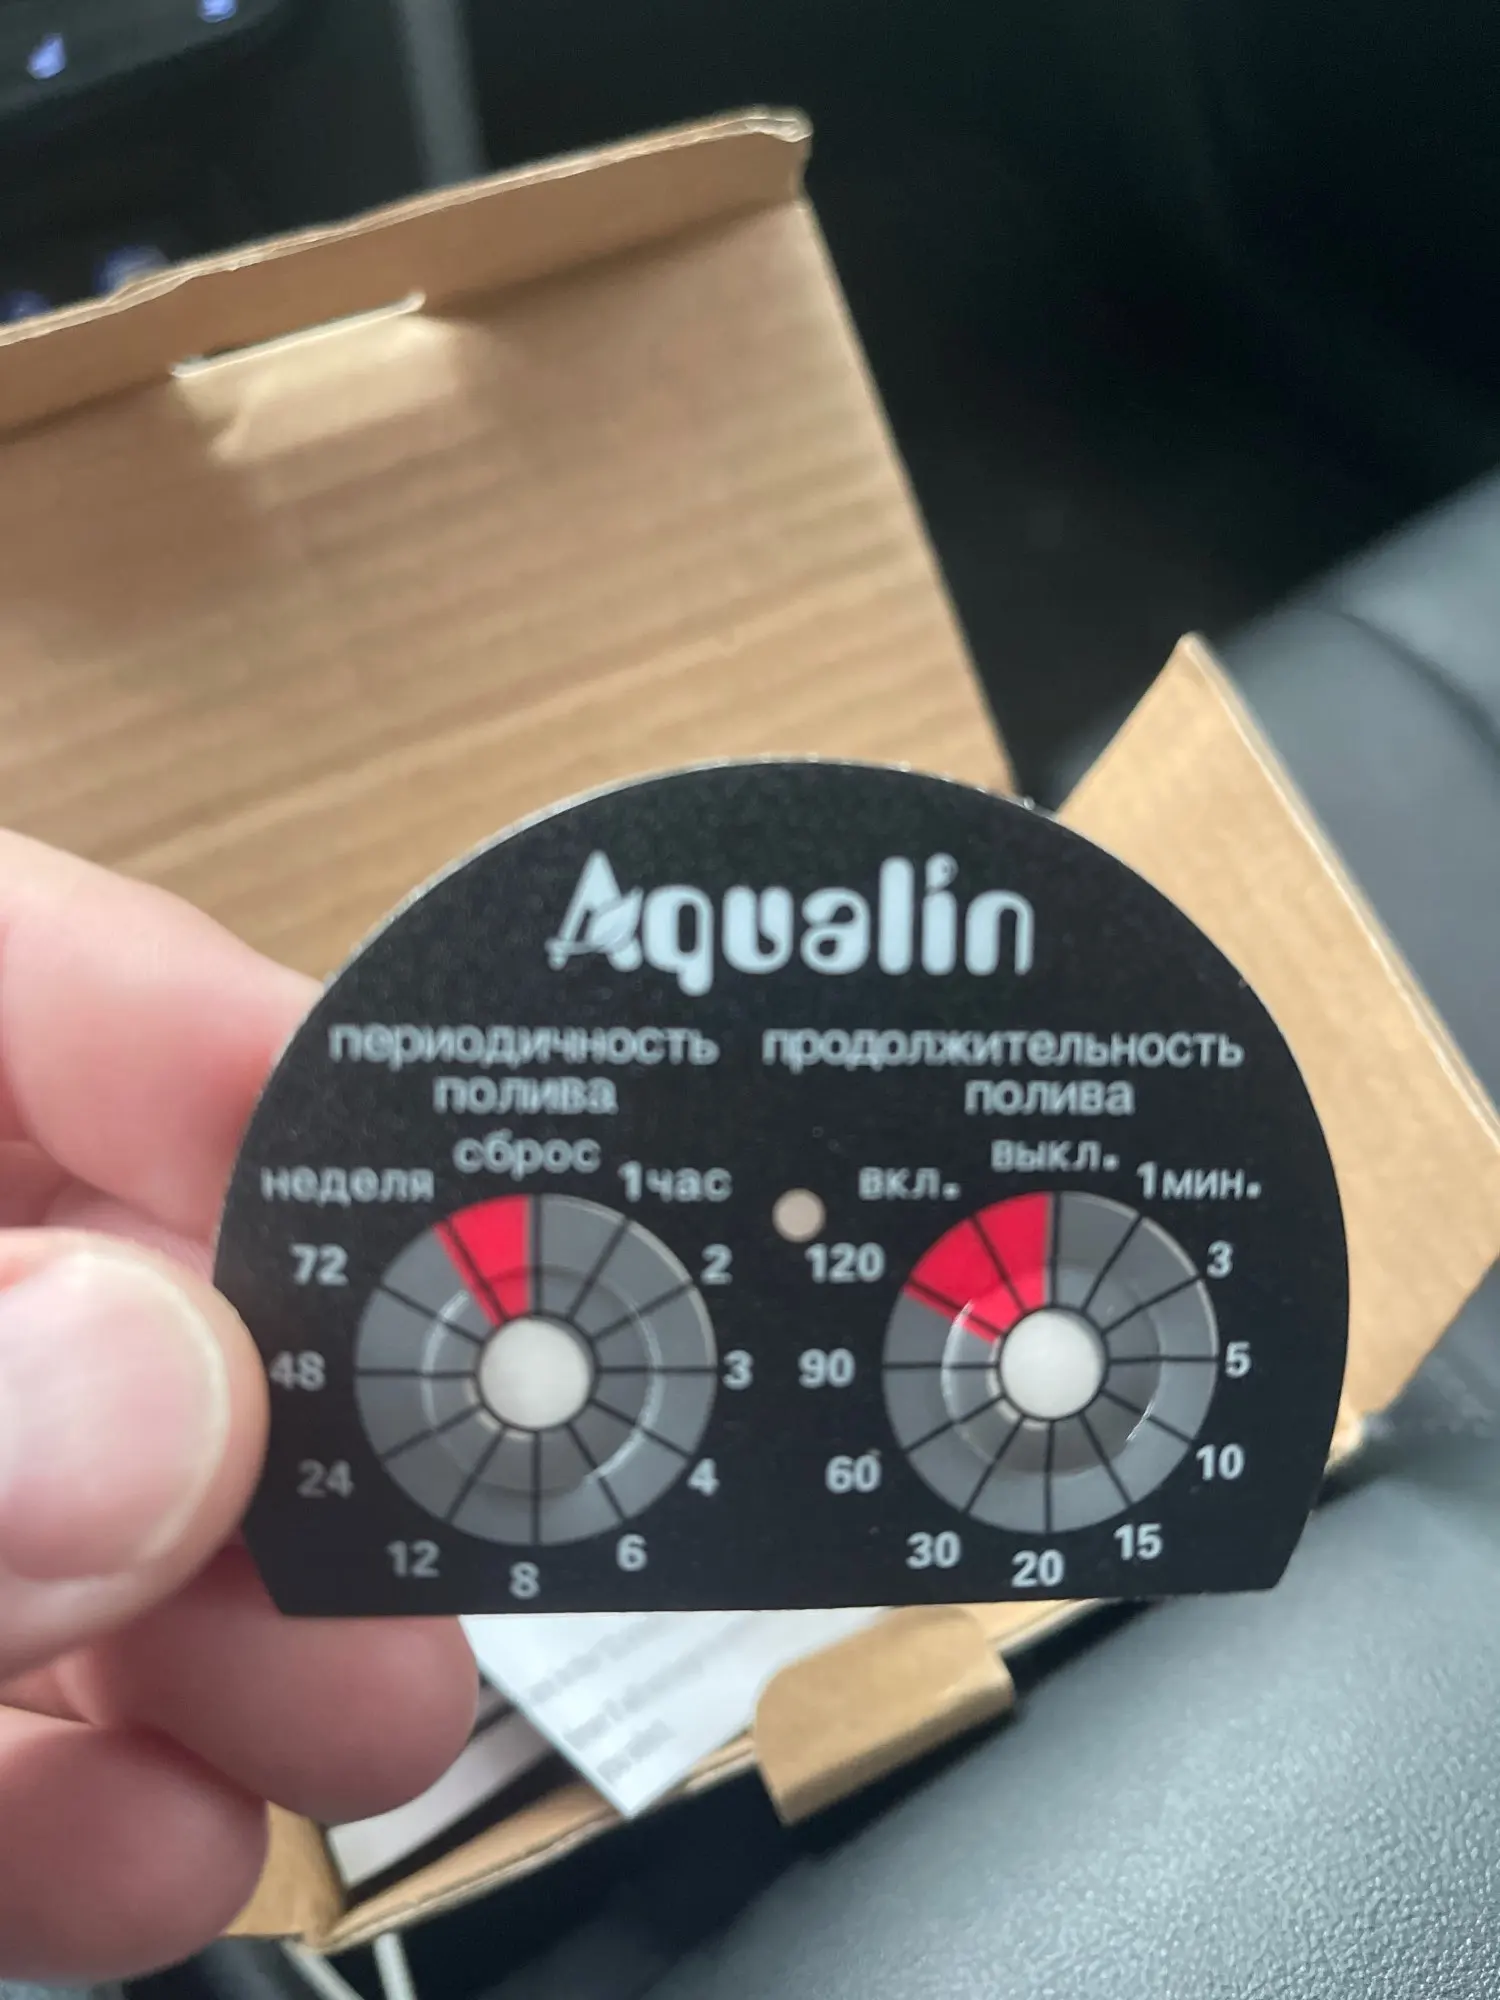 Aqualin
периодичность
полива
продолжительность
полива
сброс
неделя
1час
72
2
48
3
24
4
12
6
8
выкл.
вкл.
1мин.
120
3
90
5
60
10
30
15
20